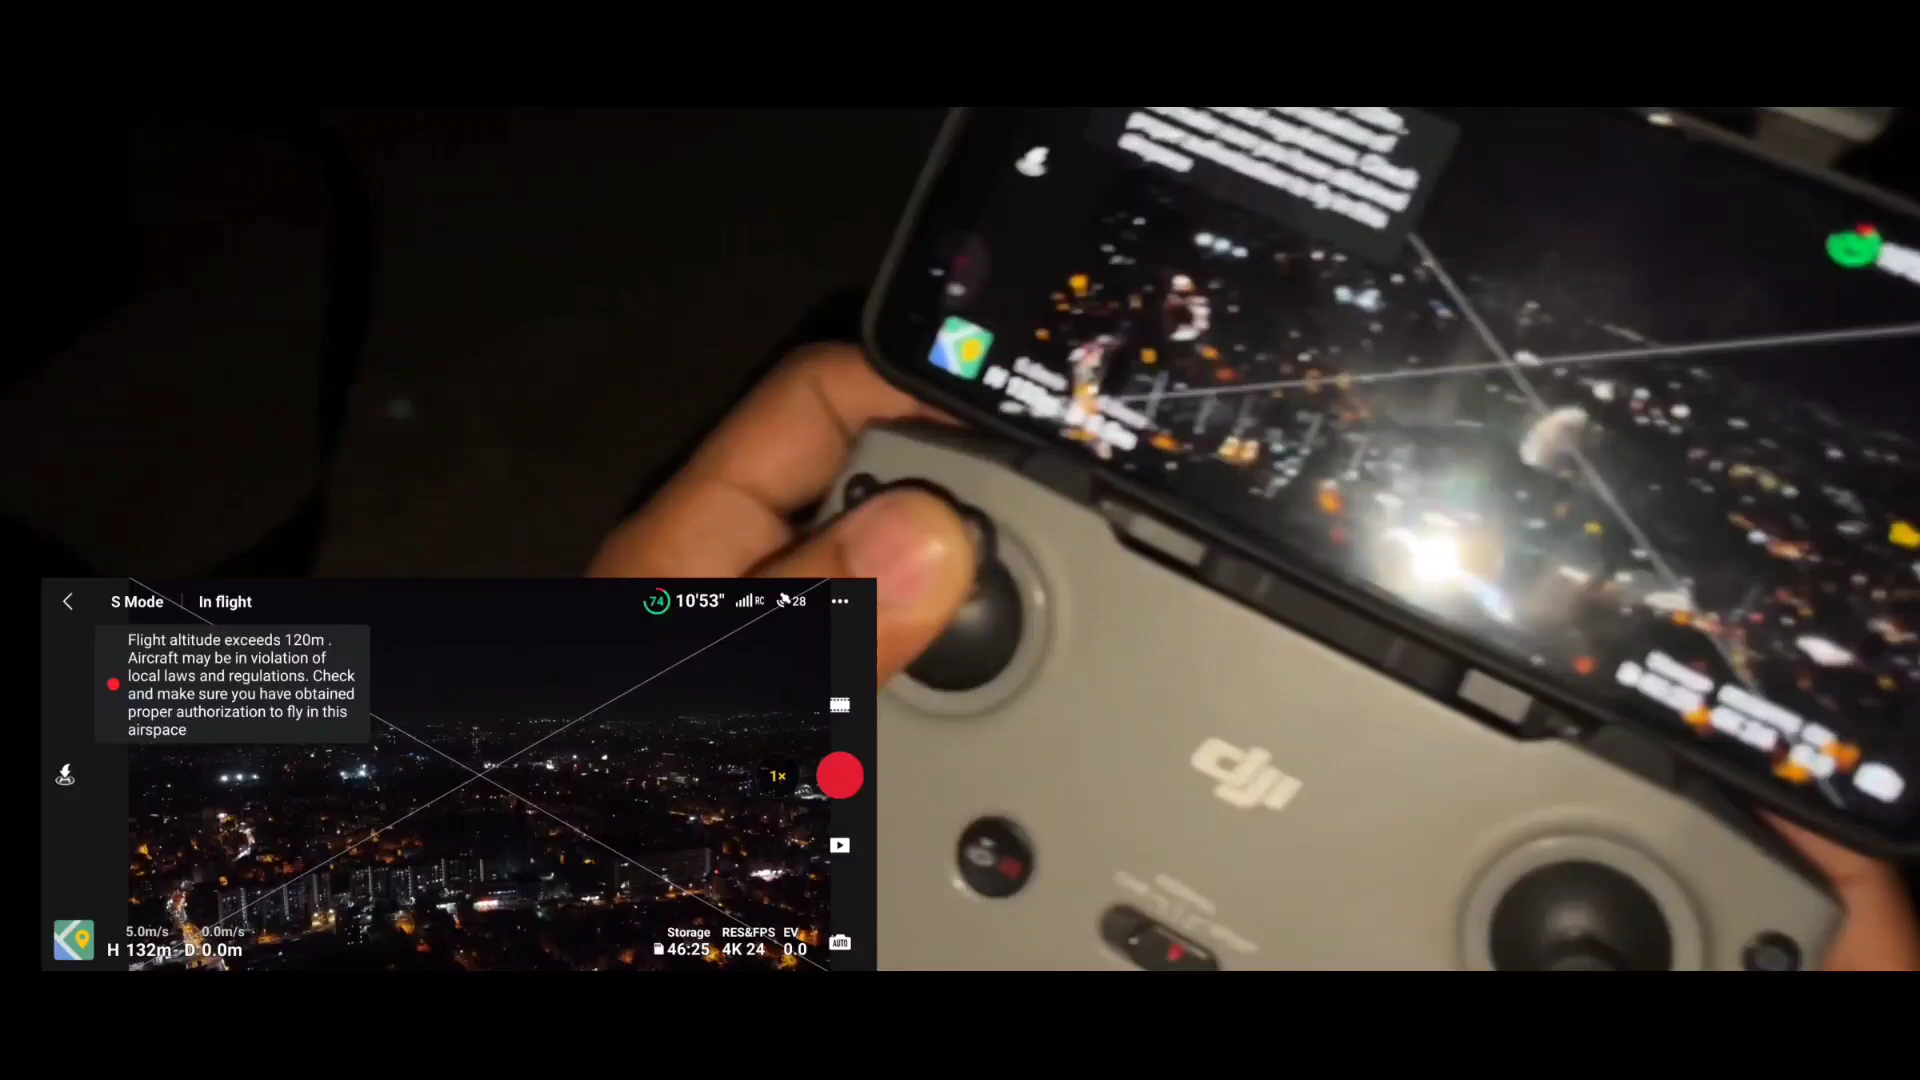 S Mode In flight 74 10'53" RC 28
Flight altitude exceeds 120m .
Aircraft may be in violation of
local laws and regulations. Check
and make sure you have obtained
proper authorization to fly in this
airspace
1×
5.0m/s 0.0m/s
H 132m D 0.0m
Storage RES&FPS EV
46:25 4K 24 0.0
AUTO
dji